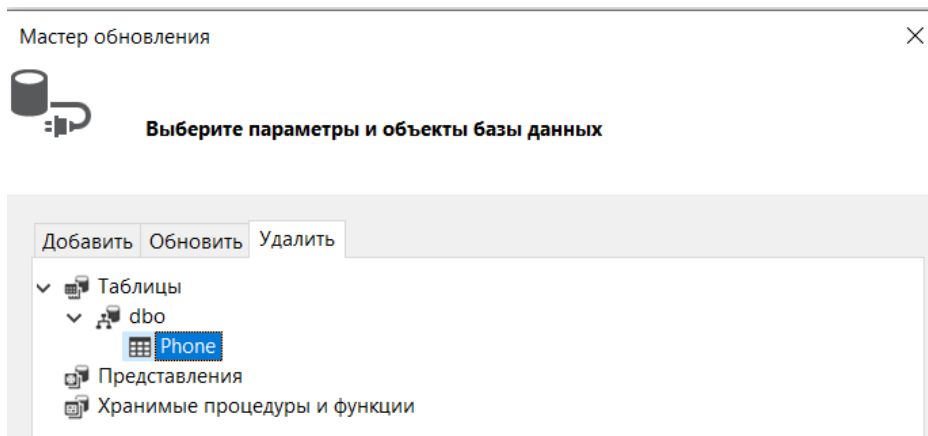 Мастер обновления
Выберите параметры и объекты базы данных
Добавить Обновить Удалить
Таблицы
dbo
Phone
Представления
Хранимые процедуры и функции